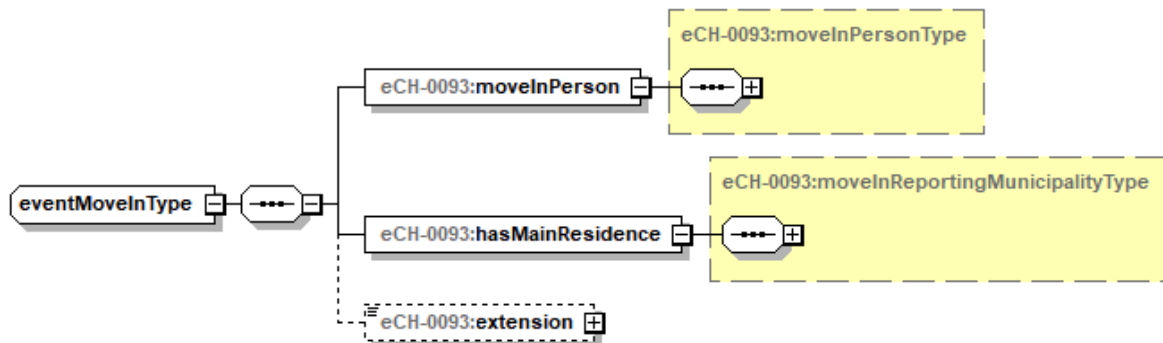 eCH-0093:moveInPersonType
eCH-0093:moveInPerson
eCH-0093:moveInReportingMunicipalityType
eventMoveInType
eCH-0093:hasMainResidence
eCH-0093:extension